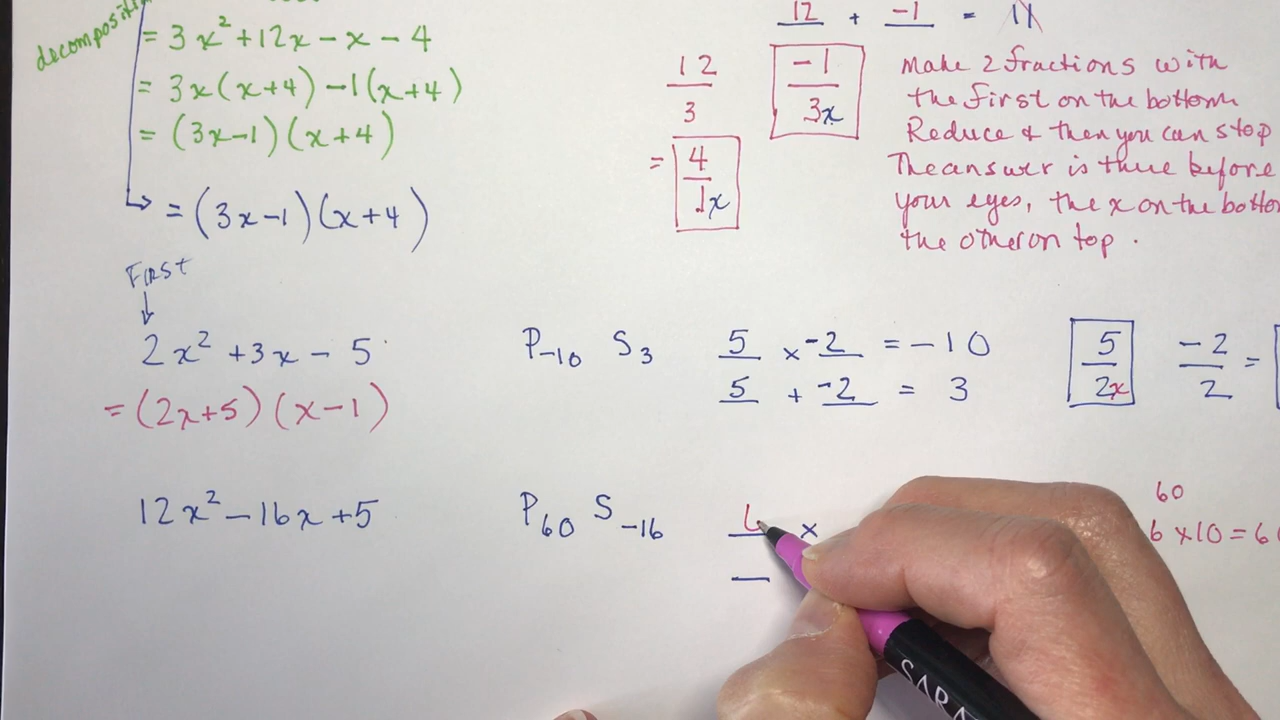 = 3x² + 12x - x - 4
= 3x(x+4) - 1(x+4)
= (3x-1)(x+4)
= (3x-1)(x+4)
12 + -1 = 11
12
3
= 4
1x
-1
3x
Make 2 fractions with
the first on the bottom
Reduce & then you can stop
The answer is there before
your eyes, the x on the bottom
the other on top.
First
2x² + 3x - 5
= (2x+5)(x-1)
P-10 S3
5 x -2 = -10
5 + -2 = 3
5
2x
-2
2
=
12x² - 16x + 5
P60 S-16
6 x
60
6 x 10 = 60
SARA